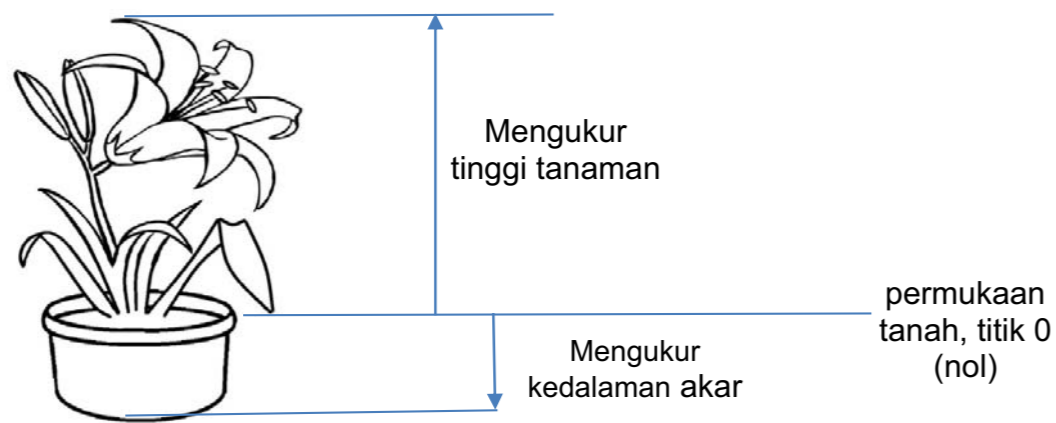 Mengukur
tinggi tanaman
permukaan
tanah, titik 0
(nol)
Mengukur
kedalaman akar